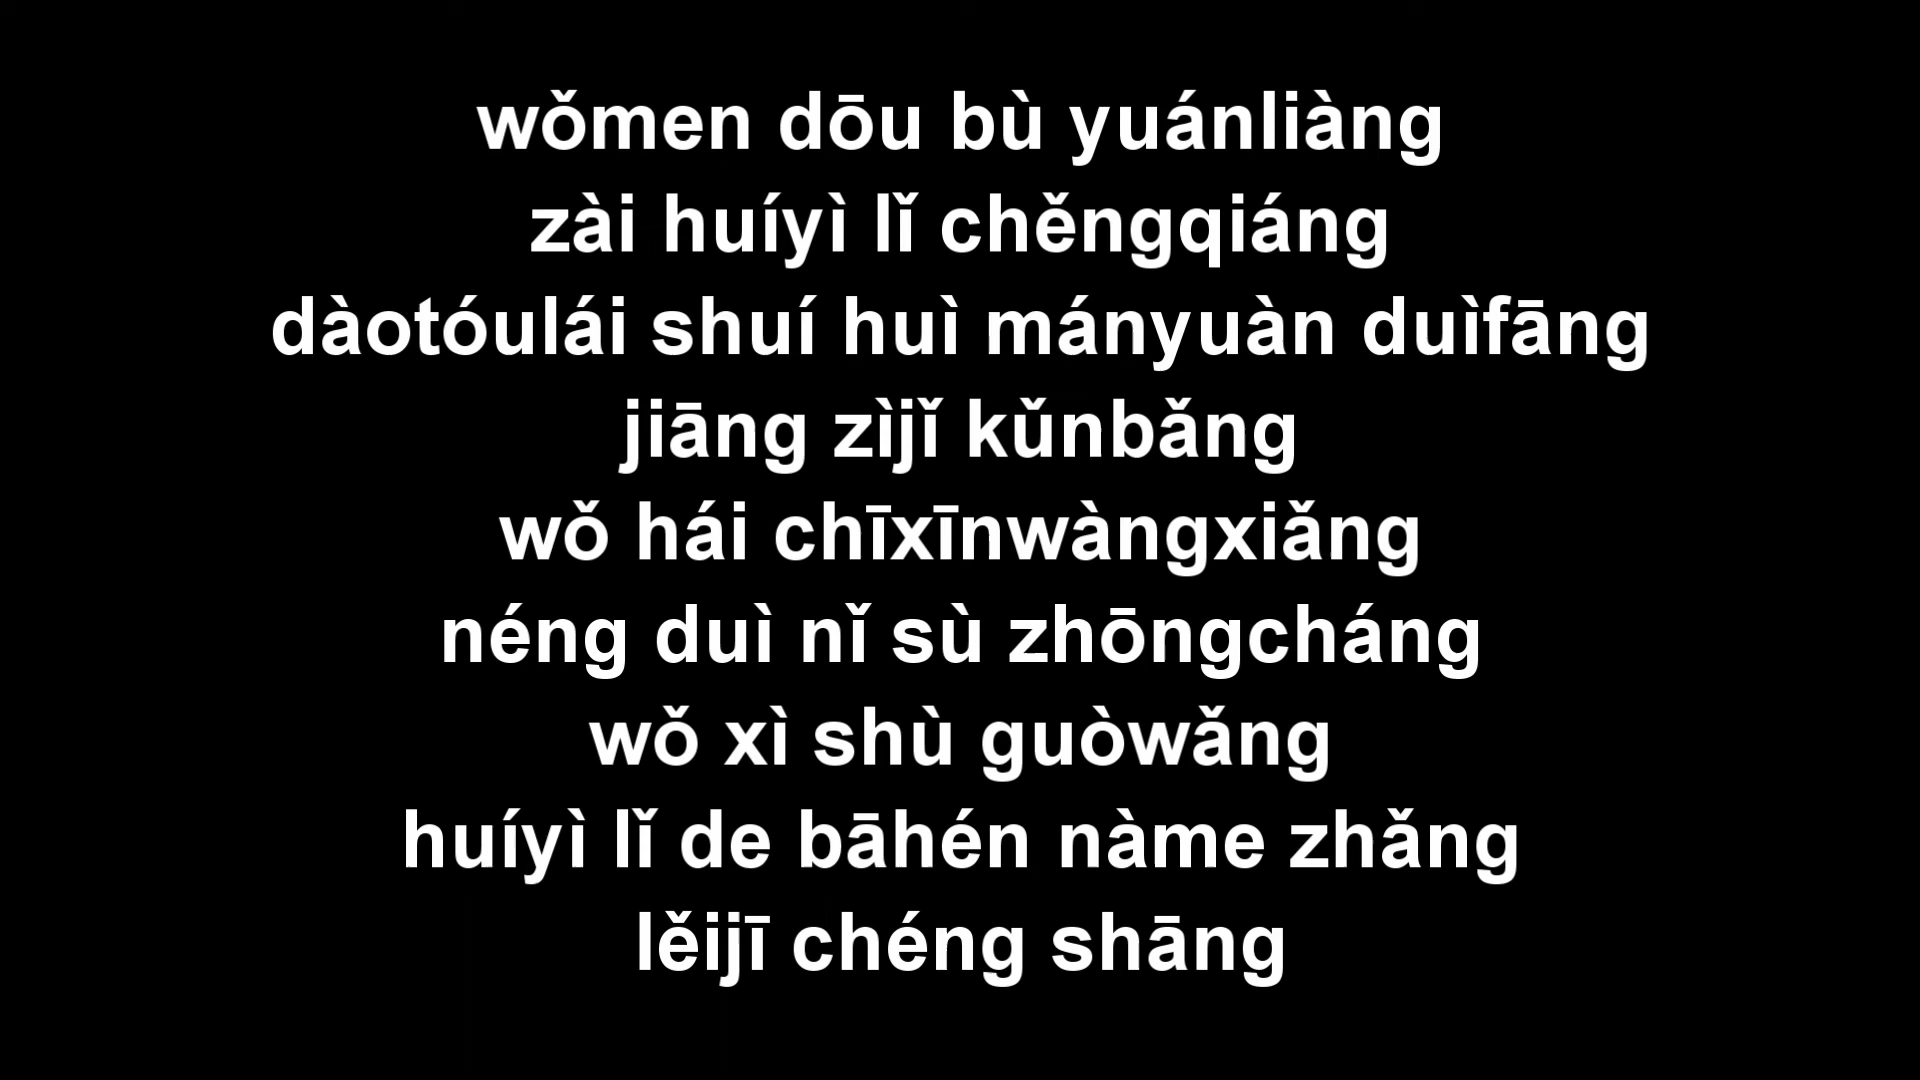 wǒmen dōu bù yuánliàng
zài huíyì lǐ chěngqiáng
dàotóulái shuí huì mányuàn duìfāng
jiāng zìjǐ kǔnbǎng
wǒ hái chīxīnwàngxiǎng
néng duì nǐ sù zhōngcháng
wǒ xì shù guòwǎng
huíyì lǐ de bāhén nàme zhǎng
lěijī chéng shāng